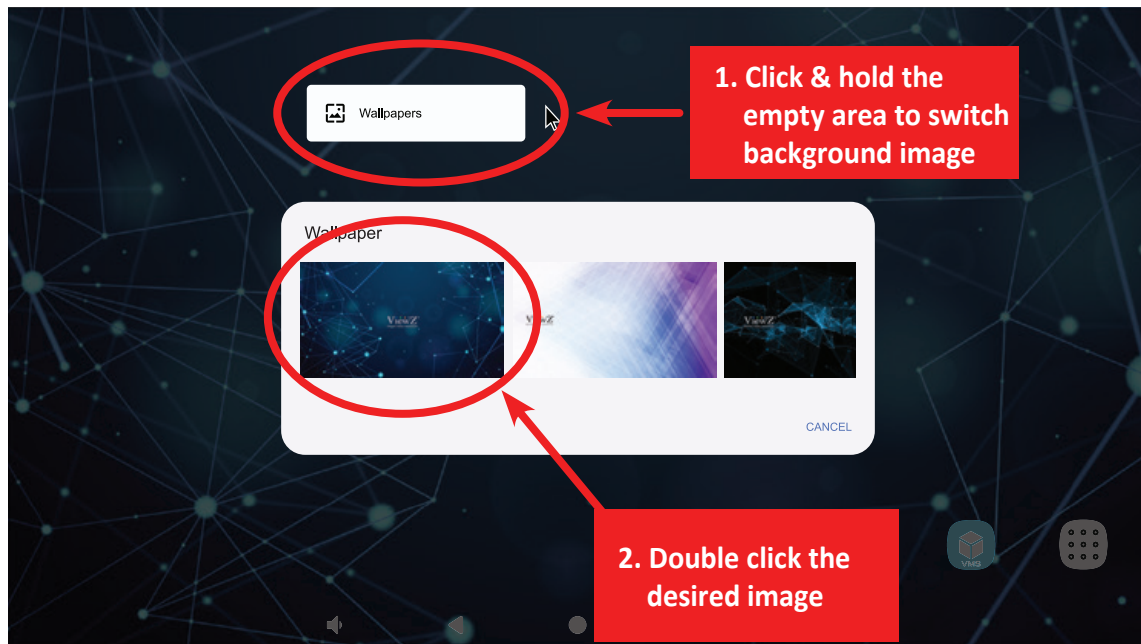 1. Click & hold the
empty area to switch
background image
Wallpapers
Wallpaper
ViewZ
ViewZ
ViewZ
CANCEL
2. Double click the
desired image
VMS